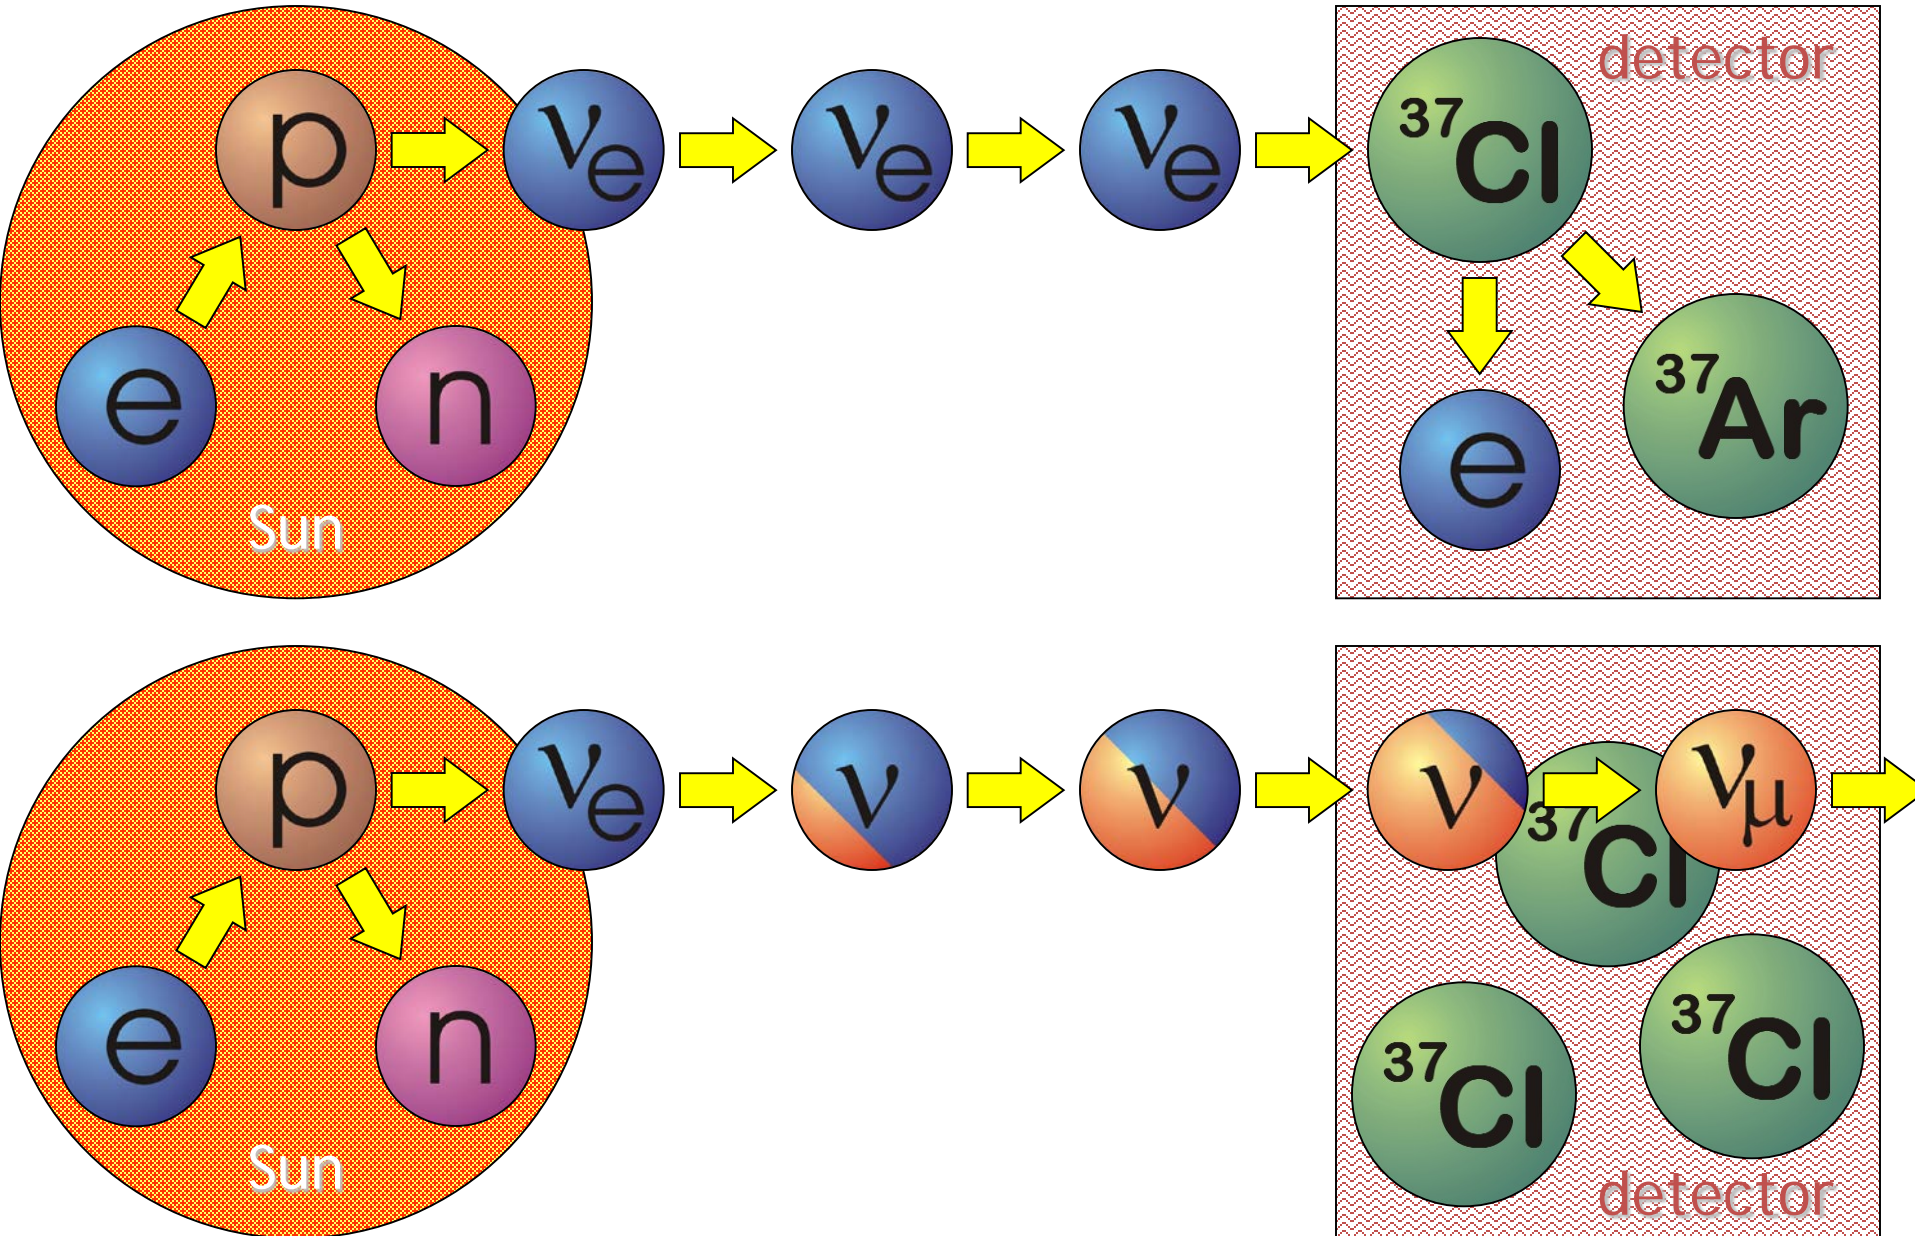 detector
p
νe
νe
νe
37Cl
e
n
37Ar
e
Sun
p
νe
ν
ν
ν
νμ
37Cl
e
n
37Cl
37Cl
Sun
detector